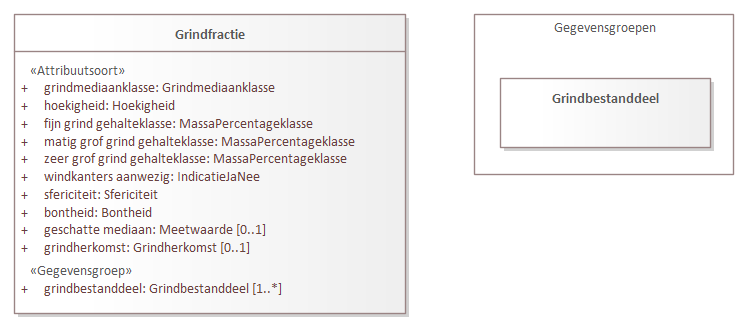 Grindfractie
«Attribuutsoort»
+ grindmediaanklasse: Grindmediaanklasse
+ hoekigheid: Hoekigheid
+ fijn grind gehalteklasse: MassaPercentageklasse
+ matig grof grind gehalteklasse: MassaPercentageklasse
+ zeer grof grind gehalteklasse: MassaPercentageklasse
+ windkanters aanwezig: IndicatieJaNee
+ sfericiteit: Sfericiteit
+ bontheid: Bontheid
+ geschatte mediaan: Meetwaarde [0..1]
+ grindherkomst: Grindherkomst [0..1]
«Gegevensgroep»
+ grindbestanddeel: Grindbestanddeel [1..*]
Gegevensgroepen
Grindbestanddeel